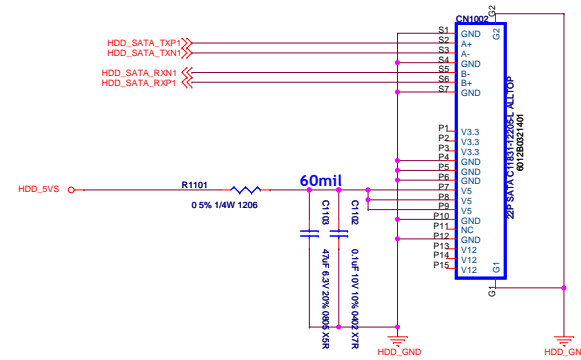 CN1002
G2
G2
HDD_SATA_TXP1
HDD_SATA_TXN1
HDD_SATA_RXN1
HDD_SATA_RXP1
S1 GND
S2 A+
S3 A-
S4 GND
S5 B-
S6 B+
S7 GND
P1 V3.3
P2 V3.3
P3 V3.3
P4 GND
P5 GND
P6 GND
P7 V5
P8 V5
P9 V5
P10 GND
P11 NC
P12 GND
P13 V12
P14 V12
P15 V12
G1
G1
22P SATA C11831-12205-L ALLTOP
6012B0321401
HDD_5VS
R1101
0 5% 1/4W 1206
60mil
C1103
47uF 6.3V 20% 0805 X5R
C1102
0.1uF 10V 10% 0402 X7R
HDD_GND
HDD_GN